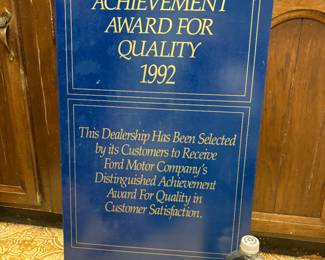 ACHIEVEMENT
AWARD FOR
QUALITY
1992
This Dealership Has Been Selected
by its Customers to Receive
Ford Motor Company's
Distinguished Achievement
Award For Quality in
Customer Satisfaction.